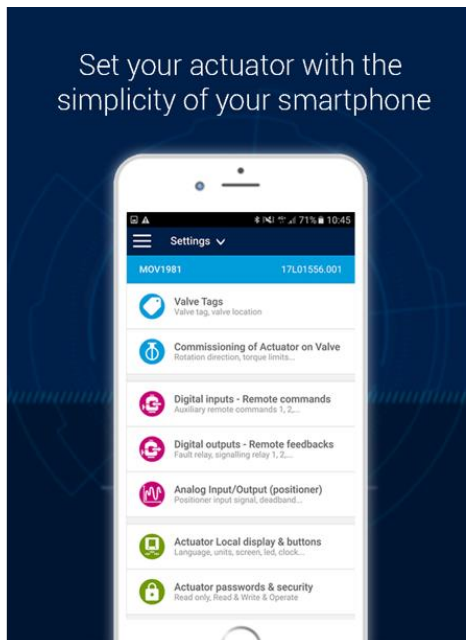 Set your actuator with the
simplicity of your smartphone
71% 10:45
Settings
MOV1981 17L01556.001
Valve Tags
Valve tag, valve location
Commissioning of Actuator on Valve
Rotation direction, torque limits...
Digital inputs - Remote commands
Auxiliary remote commands 1, 2,...
Digital outputs - Remote feedbacks
Fault relay, signalling relay 1, 2,...
Analog Input/Output (positioner)
Positioner input signal, deadband...
Actuator Local display & buttons
Language, units, screen, led, clock...
Actuator passwords & security
Read only, Read & Write & Operate